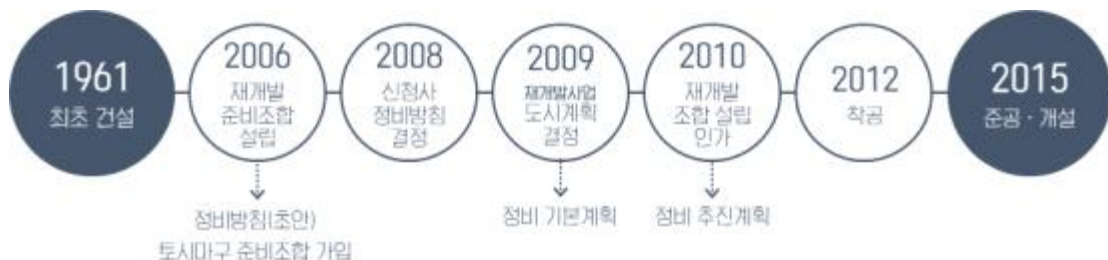 1961
최초 건설
2006
재개발
준비조합
설립
2008
신청사
정비방침
결정
2009
재개발사업
도시계획
결정
2010
재개발
조합 설립
인가
2012
착공
2015
준공·개설
정비방침(초안)
토시마구 준비조합 가입
정비 기본계획
정비 추진계획